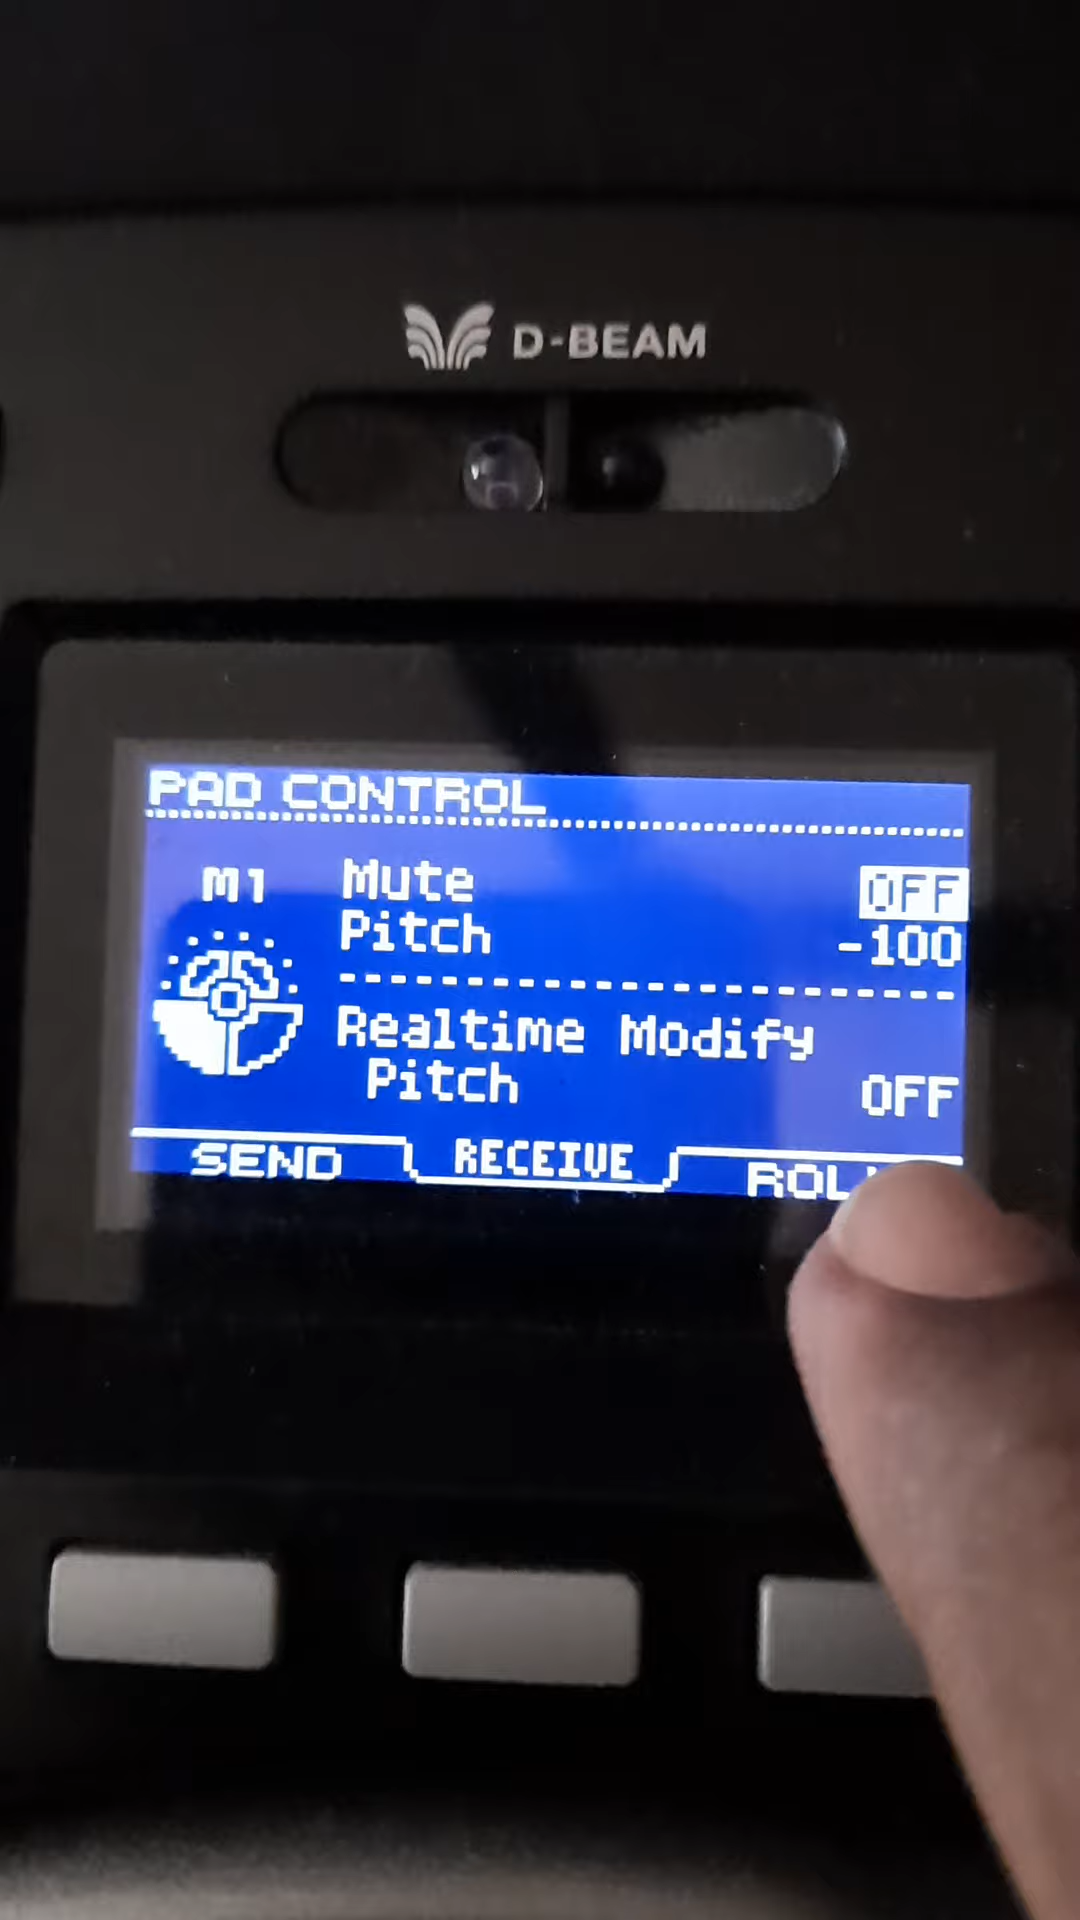 D-BEAM
PAD CONTROL
M1
Mute OFF
Pitch -100
Realtime Modify
Pitch OFF
SEND RECEIVE